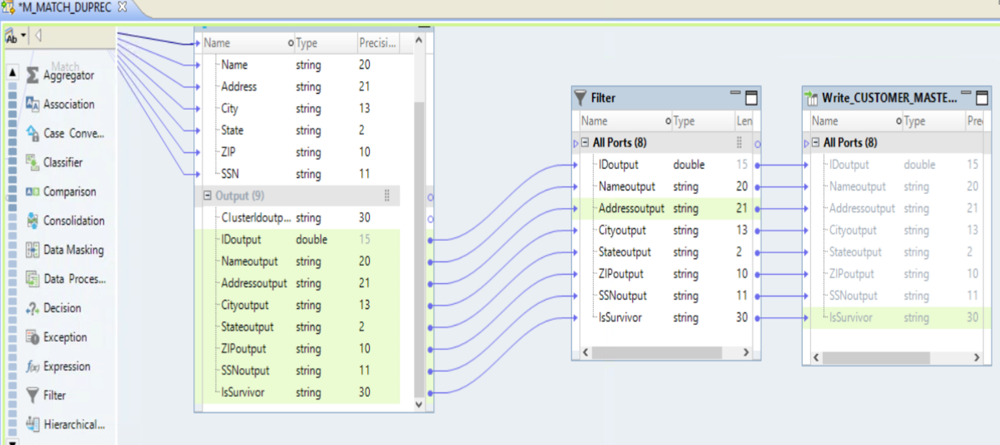 *M_MATCH_DUPREC
Ab
Match
Aggregator
Association
Case Conve...
Classifier
Comparison
Consolidation
Data Masking
Data Proces...
Decision
Exception
f(x) Expression
Filter
Hierarchical...
Name Type Precisi...
Name string 20
Address string 21
City string 13
State string 2
ZIP string 10
SSN string 11
Output (9)
ClusterIdoutp... string 30
IDoutput double 15
Nameoutput string 20
Addressoutput string 21
Cityoutput string 13
Stateoutput string 2
ZIPoutput string 10
SSNoutput string 11
IsSurvivor string 30
Filter
Name Type Len
All Ports (8)
IDoutput double 15
Nameoutput string 20
Addressoutput string 21
Cityoutput string 13
Stateoutput string 2
ZIPoutput string 10
SSNoutput string 11
IsSurvivor string 30
Write_CUSTOMER_MASTE...
Name Type Pre
All Ports (8)
IDoutput double 15
Nameoutput string 20
Addressoutput string 21
Cityoutput string 13
Stateoutput string 2
ZIPoutput string 10
SSNoutput string 11
IsSurvivor string 30